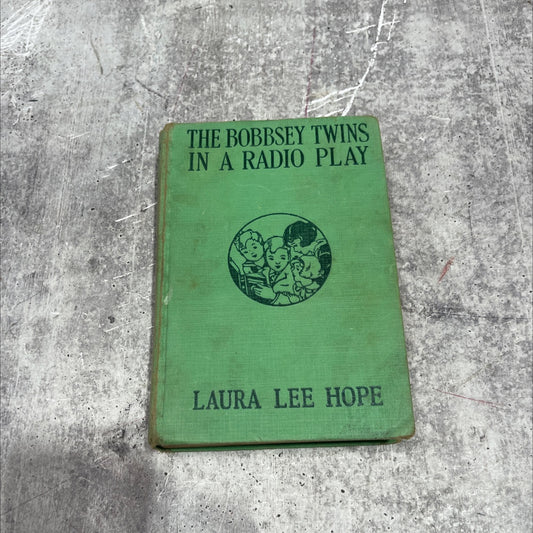 THE BOBBSEY TWINS
IN A RADIO PLAY
LAURA LEE HOPE